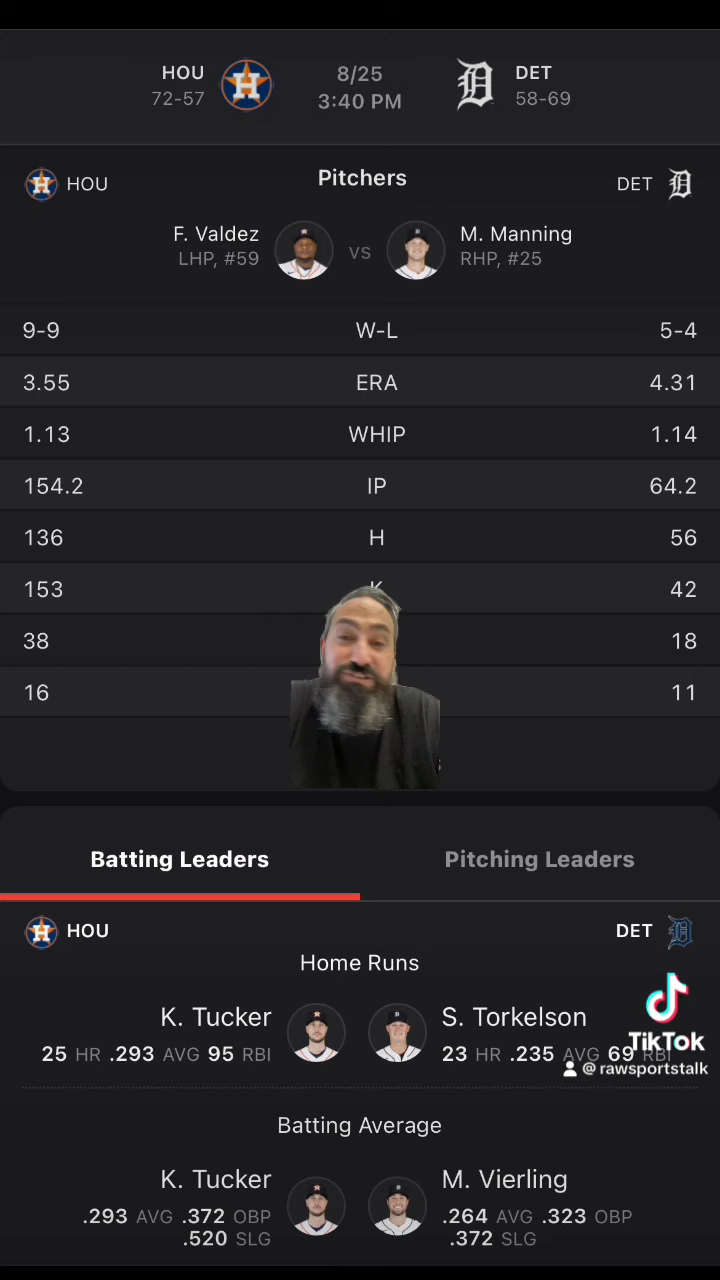 HOU 8/25 DET
72-57 3:40 PM 58-69
HOU Pitchers DET
F. Valdez VS M. Manning
LHP, #59 RHP, #25
9-9 W-L 5-4
3.55 ERA 4.31
1.13 WHIP 1.14
154.2 IP 64.2
136 H 56
153 K 42
38 18
16 11
Batting Leaders Pitching Leaders
HOU DET
Home Runs
K. Tucker S. Torkelson
25 HR .293 AVG 95 RBI 23 HR .235 AVG 69 RBI
TikTok
@rawsportstalk
Batting Average
K. Tucker M. Vierling
.293 AVG .372 OBP .264 AVG .323 OBP
.520 SLG .372 SLG